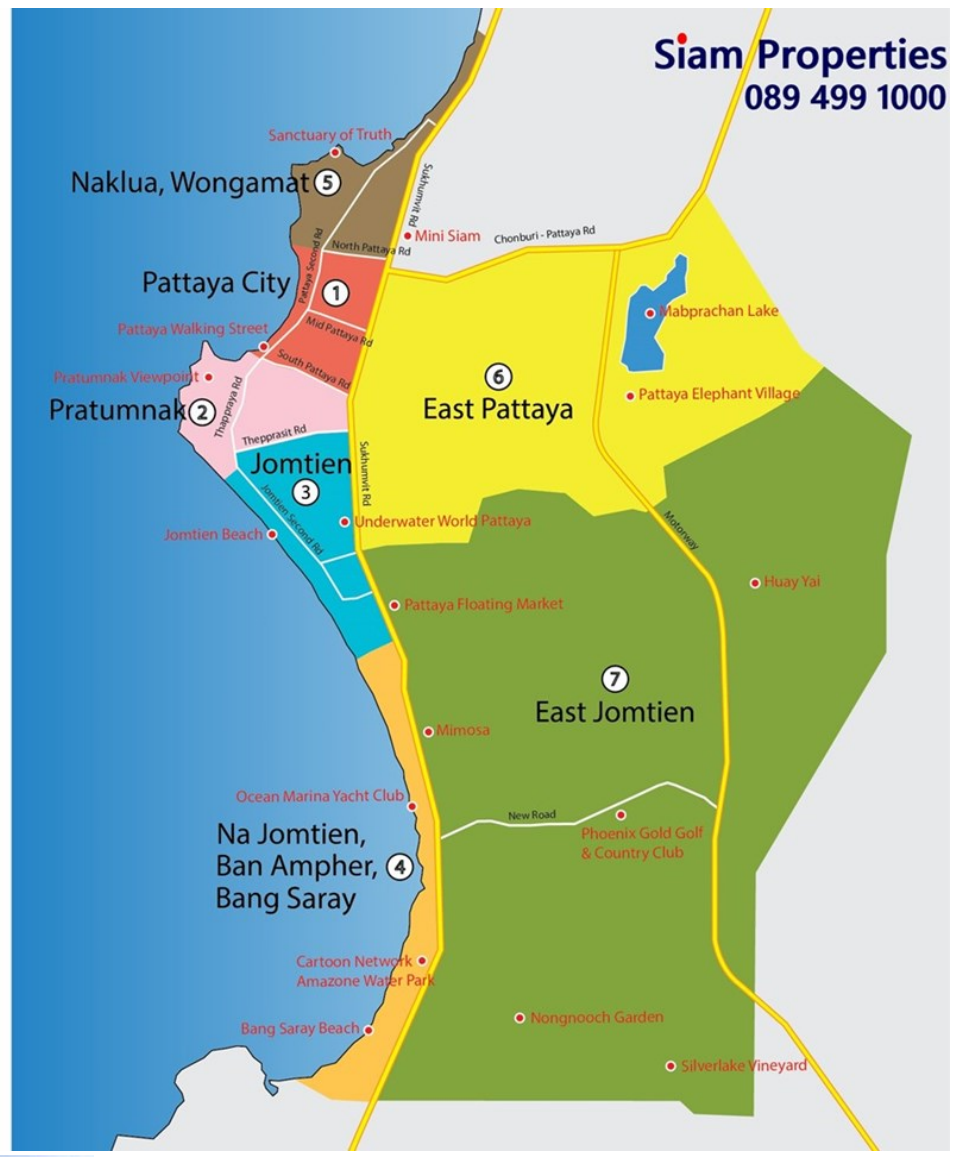 Siam Properties
089 499 1000
Sanctuary of Truth
Naklua, Wongamat 5
Sukhumvit Rd
Mini Siam
Chonburi - Pattaya Rd
North Pattaya Rd
Pattaya Second Rd
Pattaya City
1
Mabprachan Lake
Mid Pattaya Rd
Pattaya Walking Street
South Pattaya Rd
Pratumnak Viewpoint
6
East Pattaya
Pattaya Elephant Village
Pratumnak 2
Thappraya Rd
Thepprasit Rd
Jomtien
3
Sukhumvit Rd
Jomtien Second Rd
Underwater World Pattaya
Jomtien Beach
Motorway
Huay Yai
Pattaya Floating Market
7
East Jomtien
Mimosa
Ocean Marina Yacht Club
New Road
Phoenix Gold Golf
& Country Club
Na Jomtien,
Ban Ampher, 4
Bang Saray
Cartoon Network
Amazone Water Park
Bang Saray Beach
Nongnooch Garden
Silverlake Vineyard